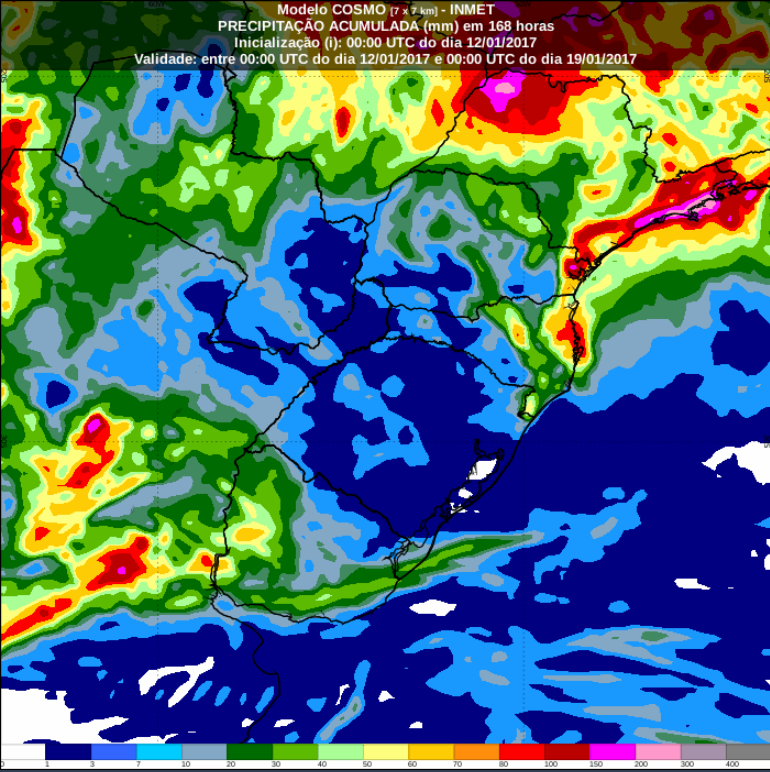 Modelo COSMO [7 x 7 km] - INMET
PRECIPITAÇÃO ACUMULADA (mm) em 168 horas
Inicialização (i): 00:00 UTC do dia 12/01/2017
Validade: entre 00:00 UTC do dia 12/01/2017 e 00:00 UTC do dia 19/01/2017
0 1 3 7 10 20 30 40 50 60 70 80 100 150 200 300 400